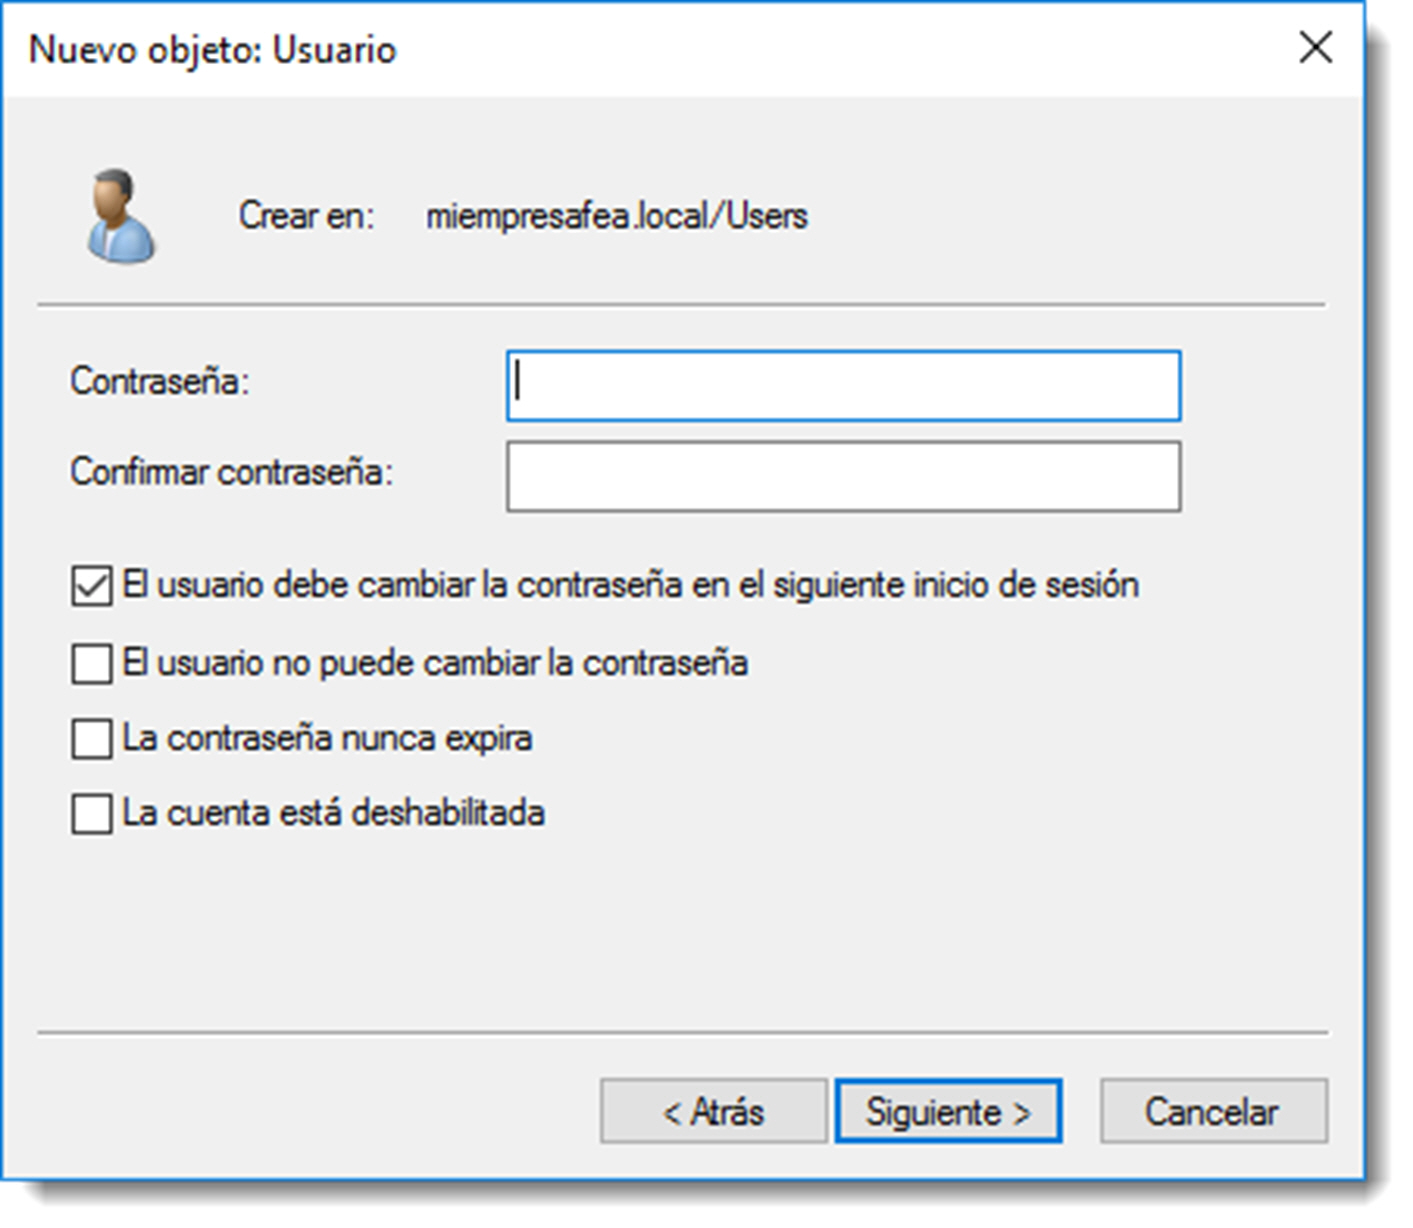 Nuevo objeto: Usuario
Crear en: miempresafea.local/Users
Contraseña:
Confirmar contraseña:
El usuario debe cambiar la contraseña en el siguiente inicio de sesión
El usuario no puede cambiar la contraseña
La contraseña nunca expira
La cuenta está deshabilitada
< Atrás Siguiente > Cancelar